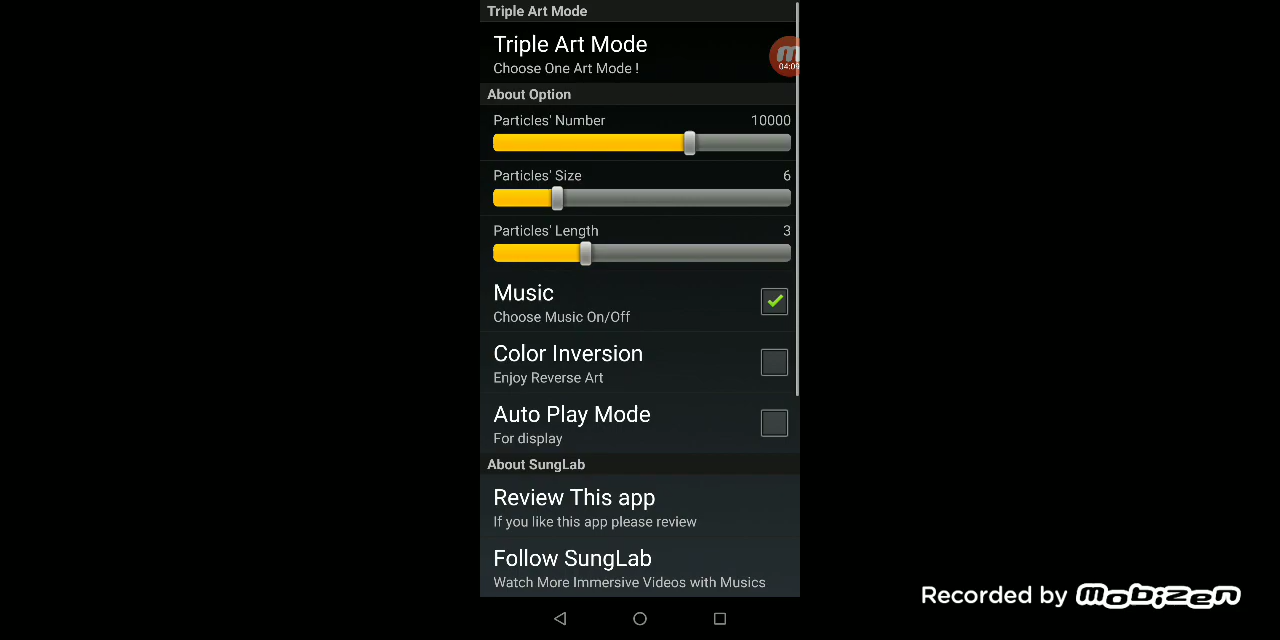 Triple Art Mode
Triple Art Mode
Choose One Art Mode !
04:09
About Option
Particles' Number 10000
Particles' Size 6
Particles' Length 3
Music
Choose Music On/Off
Color Inversion
Enjoy Reverse Art
Auto Play Mode
For display
About SungLab
Review This app
If you like this app please review
Follow SungLab
Watch More Immersive Videos with Musics
Recorded by mobizen